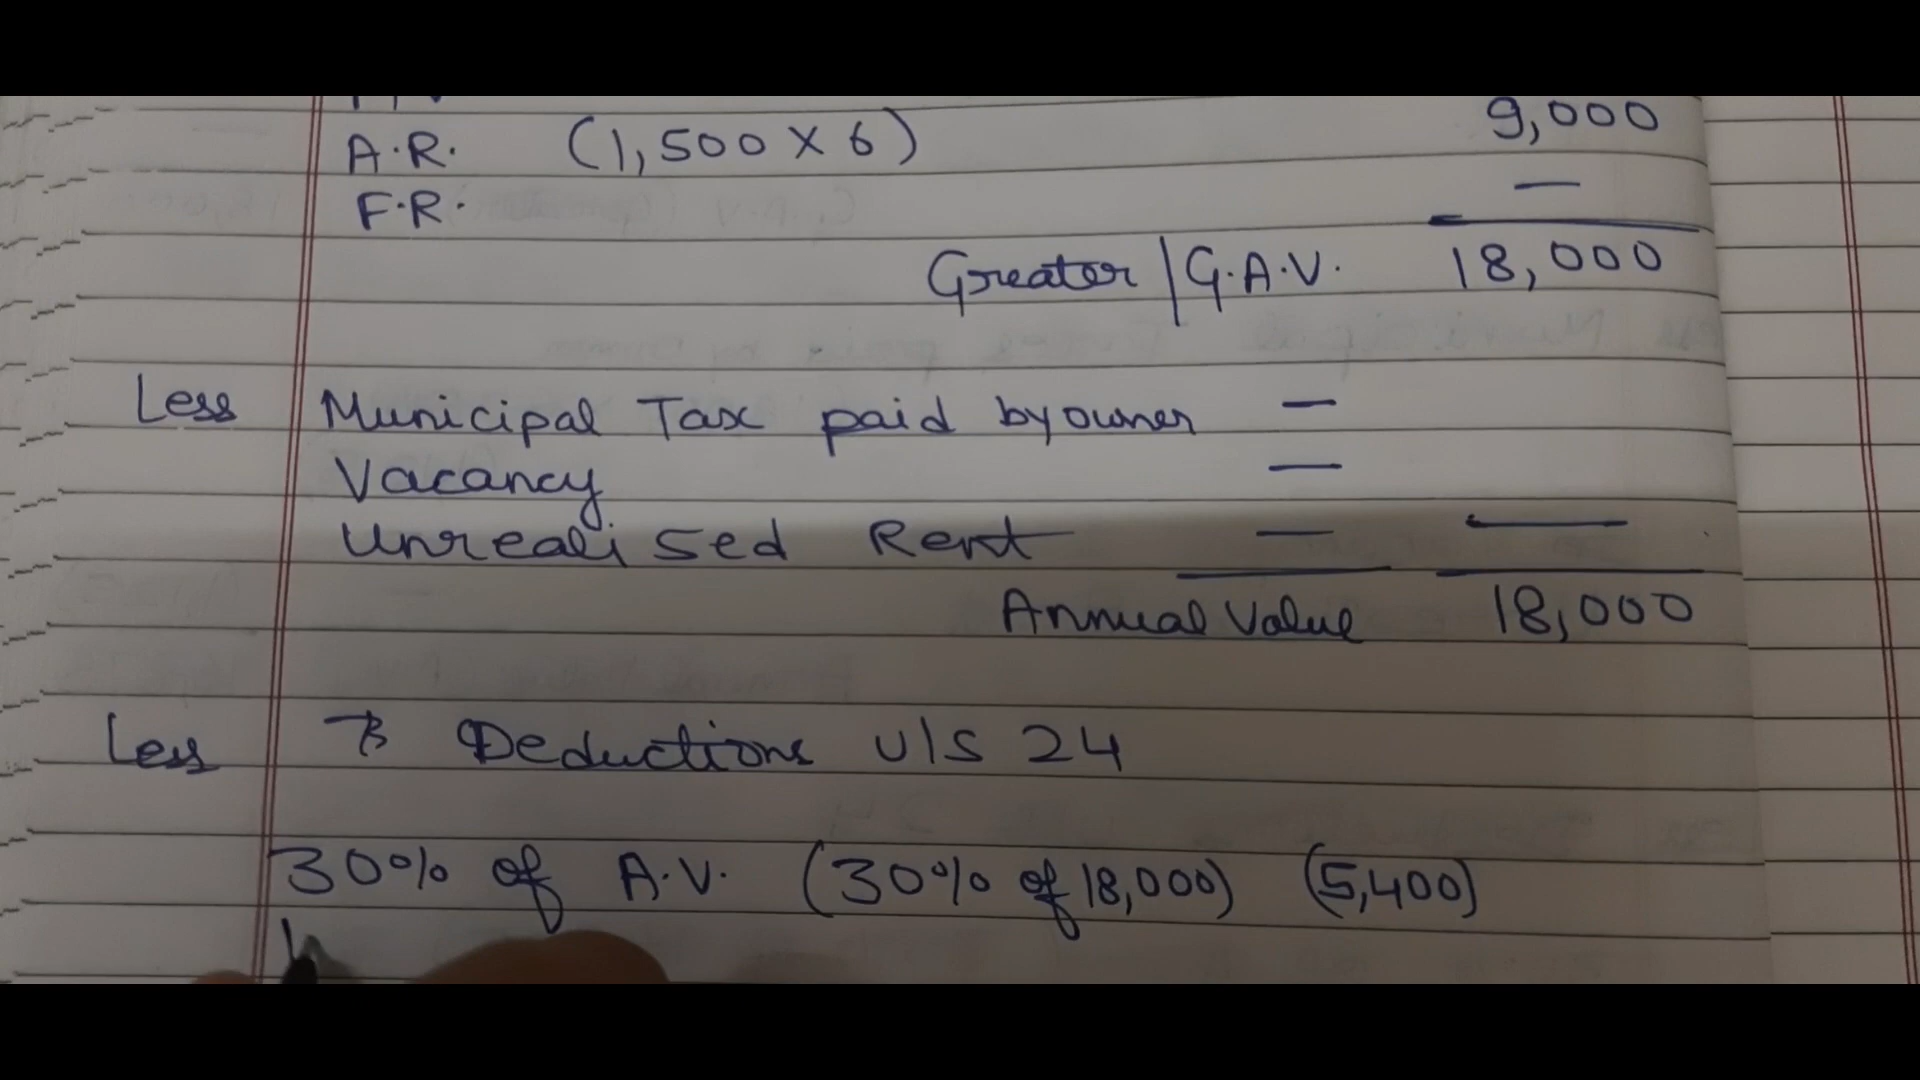 A.R. (1,500 X 6) 9,000
F.R. —
Greater / G.A.V. 18,000
Less Municipal Tax paid by owner —
Vacancy —
Unrealised Rent — —
Annual Value 18,000
Less Deductions U/S 24
30% of A.V. (30% of 18,000) (5,400)